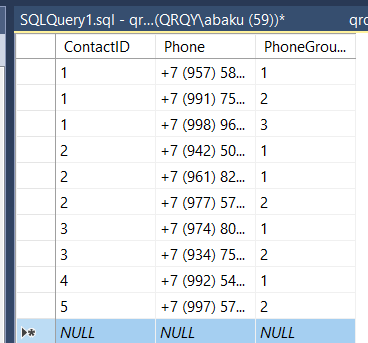 SQLQuery1.sql - qr...(QRQY\abaku (59))* qrq
ContactID Phone PhoneGrou...
1 +7 (957) 58... 1
1 +7 (991) 75... 2
1 +7 (998) 96... 3
2 +7 (942) 50... 1
2 +7 (961) 82... 1
2 +7 (977) 57... 2
3 +7 (974) 80... 1
3 +7 (934) 75... 2
4 +7 (992) 54... 1
5 +7 (997) 57... 2
NULL NULL NULL